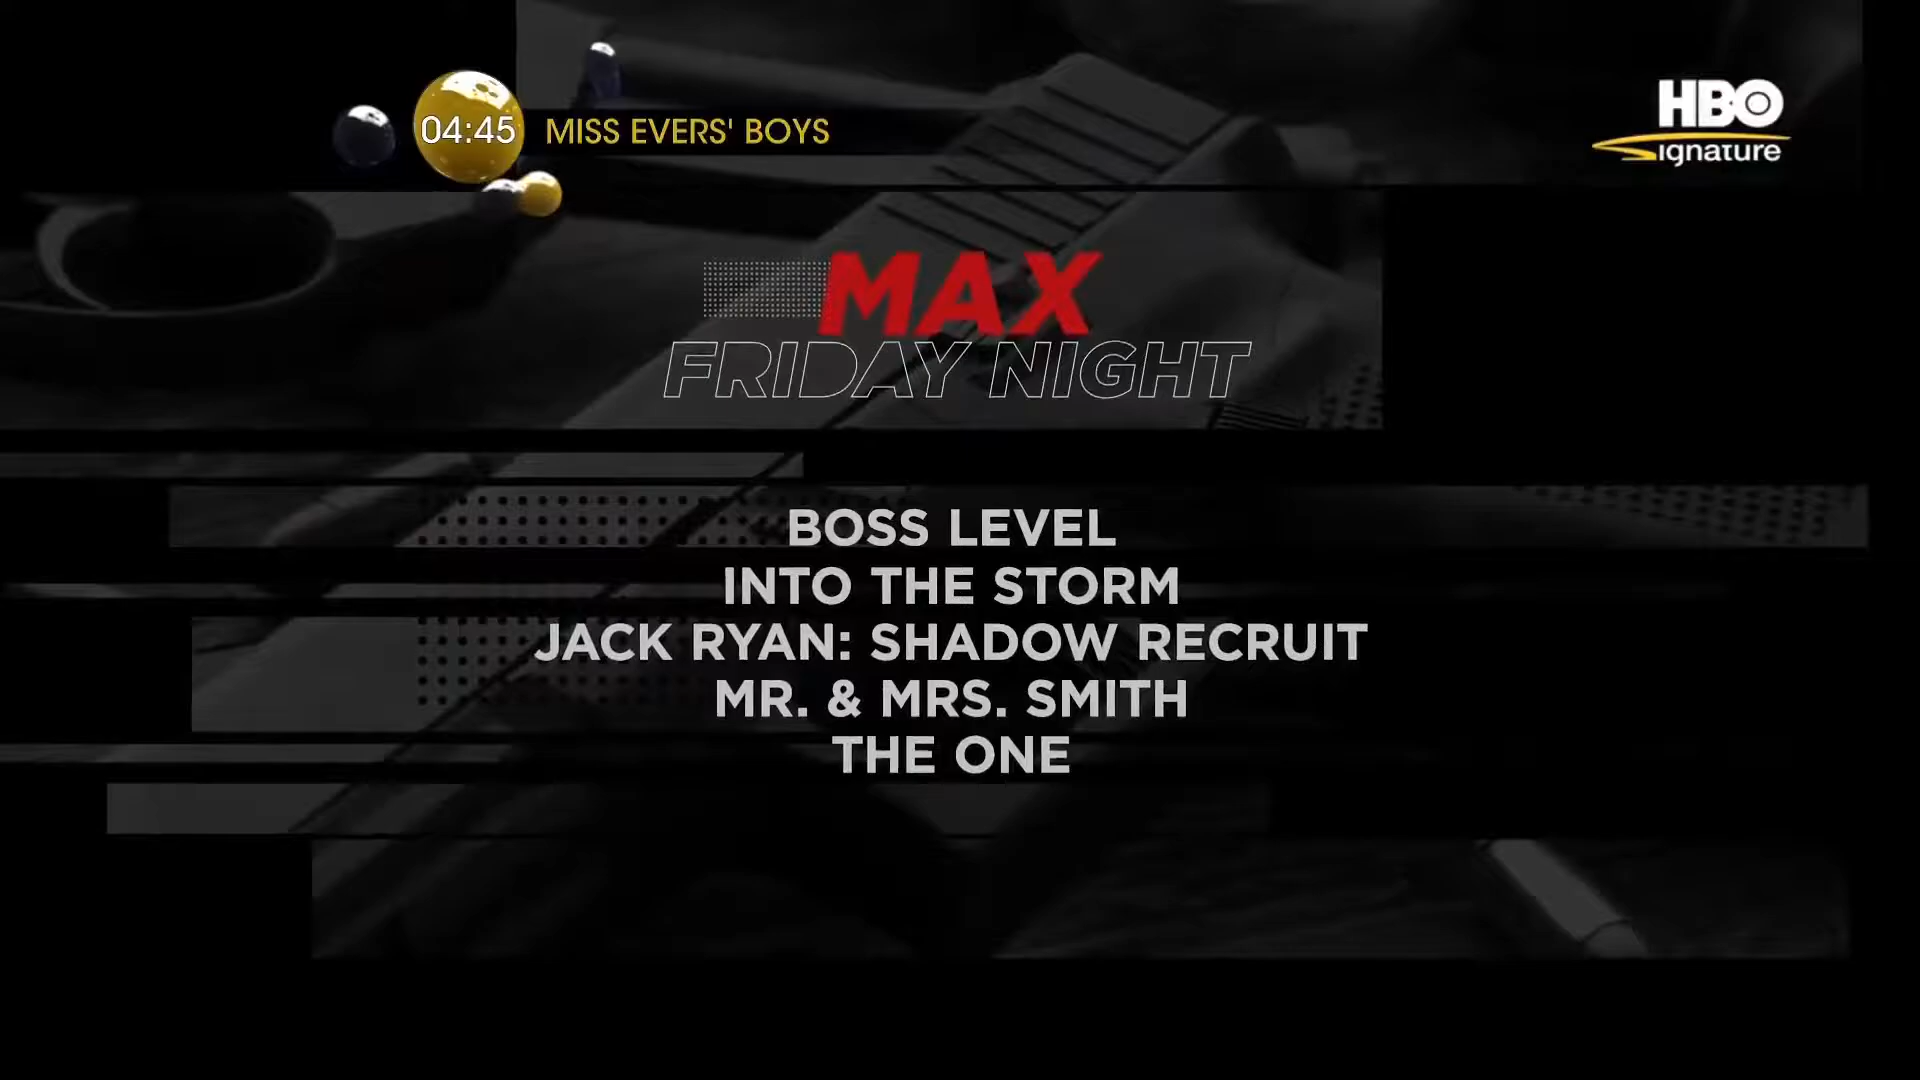 04:45 MISS EVERS' BOYS
HBO
Signature
MAX
FRIDAY NIGHT
BOSS LEVEL
INTO THE STORM
JACK RYAN: SHADOW RECRUIT
MR. & MRS. SMITH
THE ONE